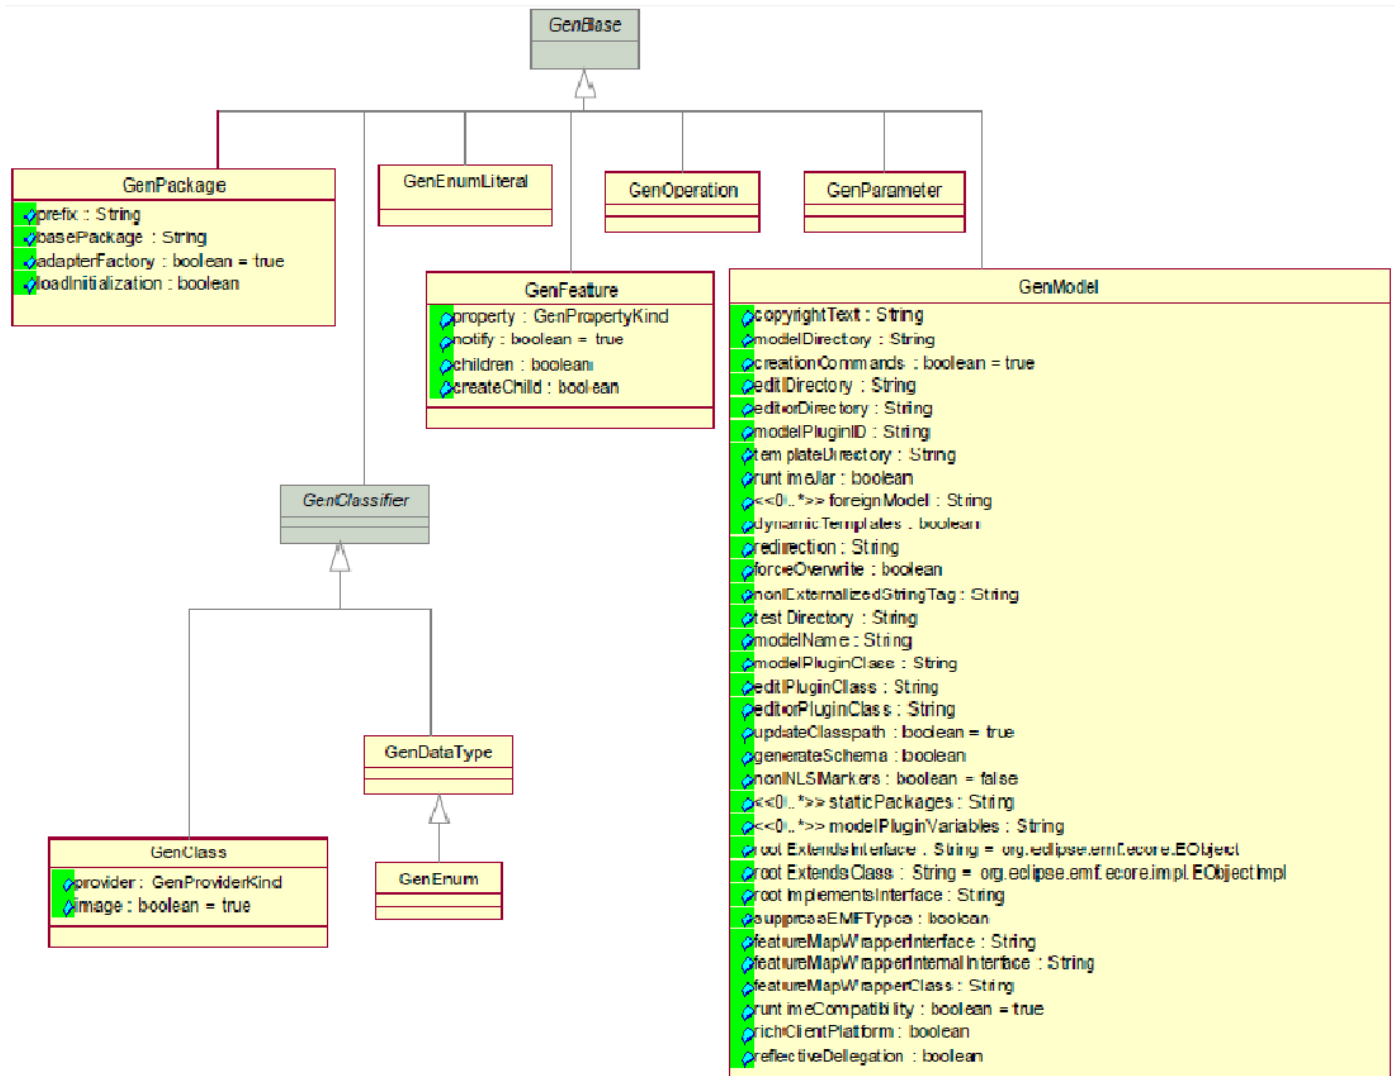 GenBase
GenPackage
prefix : String
basePackage : String
adapterFactory : boolean = true
loadInitialization : boolean
GenEnumLiteral
GenOperation
GenParameter
GenFeature
property : GenPropertyKind
notify : boolean = true
children : boolean
createChild : boolean
GenModel
copyrightText : String
modelDirectory : String
creationCommands : boolean = true
editDirectory : String
editorDirectory : String
modelPluginID : String
templateDirectory : String
runtimeJar : boolean
<<0..*>> foreignModel : String
dynamicTemplates : boolean
redirection : String
forceOverwrite : boolean
nonExternalizedStringTag : String
testDirectory : String
modelName : String
modelPluginClass : String
editPluginClass : String
editorPluginClass : String
updateClasspath : boolean = true
generateSchema : boolean
nonNLSMarkers : boolean = false
<<0..*>> staticPackages : String
<<0..*>> modelPluginVariables : String
rootExtendsInterface : String = org.eclipse.emf.ecore.EObject
rootExtendsClass : String = org.eclipse.emf.ecore.impl.EObjectImpl
rootImplementsInterface : String
suppressEMFTypes : boolean
featureMapWrapperInterface : String
featureMapWrapperInternalInterface : String
featureMapWrapperClass : String
runtimeCompatibility : boolean = true
richClientPlatform : boolean
reflectiveDelegation : boolean
GenClassifier
GenDataType
GenClass
provider : GenProviderKind
image : boolean = true
GenEnum